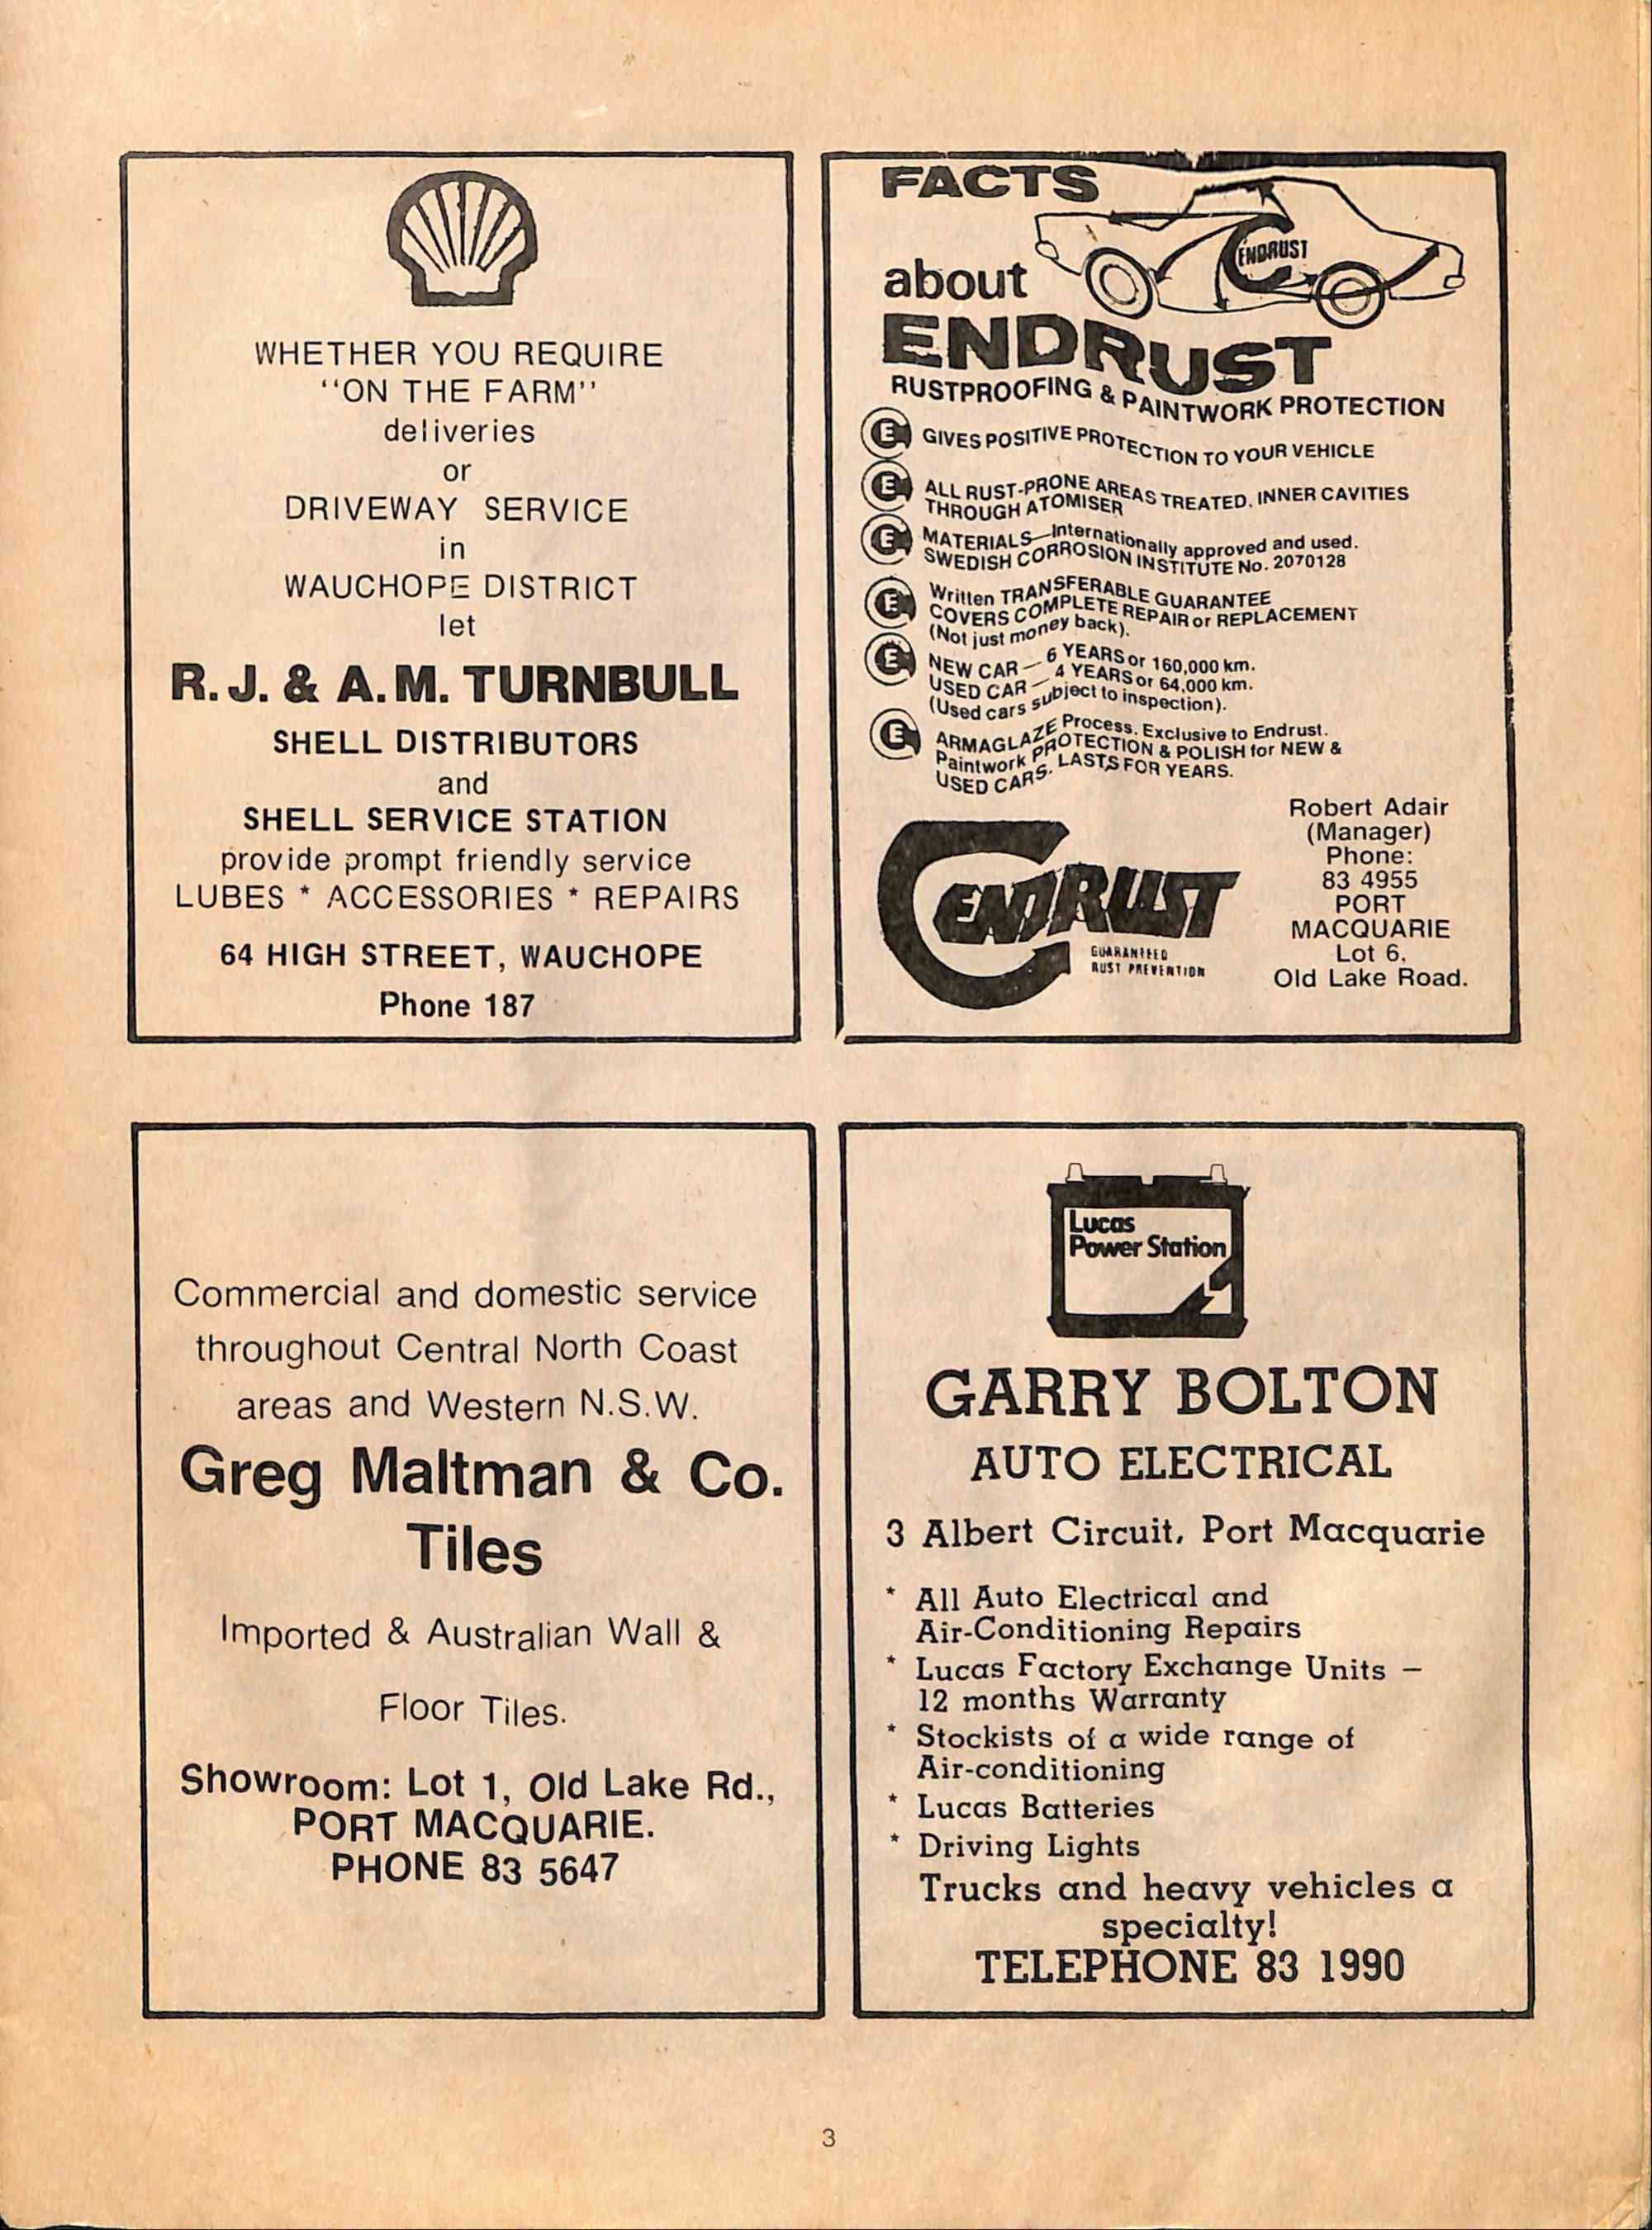 WHETHER YOU REQUIRE
"ON THE FARM"
deliveries
or
DRIVEWAY SERVICE
in
WAUCHOPE DISTRICT
let
R. J. & A. M. TURNBULL
SHELL DISTRIBUTORS
and
SHELL SERVICE STATION
provide prompt friendly service
LUBES * ACCESSORIES * REPAIRS
64 HIGH STREET, WAUCHOPE
Phone 187
FACTS
about
ENDRUST
ENDRUST
RUSTPROOFING & PAINTWORK PROTECTION
E GIVES POSITIVE PROTECTION TO YOUR VEHICLE
E ALL RUST-PRONE AREAS TREATED. INNER CAVITIES
THROUGH ATOMISER
E MATERIALS—Internationally approved and used.
SWEDISH CORROSION INSTITUTE No. 2070128
E Written TRANSFERABLE GUARANTEE
COVERS COMPLETE REPAIR or REPLACEMENT
(Not just money back).
E NEW CAR — 6 YEARS or 160,000 km.
USED CAR — 4 YEARS or 64,000 km.
(Used cars subject to inspection).
E ARMAGLAZE Process. Exclusive to Endrust.
Paintwork PROTECTION & POLISH for NEW &
USED CARS. LASTS FOR YEARS.
ENDRUST
GUARANTEED
RUST PREVENTION
Robert Adair
(Manager)
Phone:
83 4955
PORT
MACQUARIE
Lot 6,
Old Lake Road.
Commercial and domestic service
throughout Central North Coast
areas and Western N.S.W.
Greg Maltman & Co.
Tiles
Imported & Australian Wall &
Floor Tiles.
Showroom: Lot 1, Old Lake Rd.,
PORT MACQUARIE.
PHONE 83 5647
Lucas
Power Station
GARRY BOLTON
AUTO ELECTRICAL
3 Albert Circuit, Port Macquarie
* All Auto Electrical and
Air-Conditioning Repairs
* Lucas Factory Exchange Units –
12 months Warranty
* Stockists of a wide range of
Air-conditioning
* Lucas Batteries
* Driving Lights
Trucks and heavy vehicles a
specialty!
TELEPHONE 83 1990
3